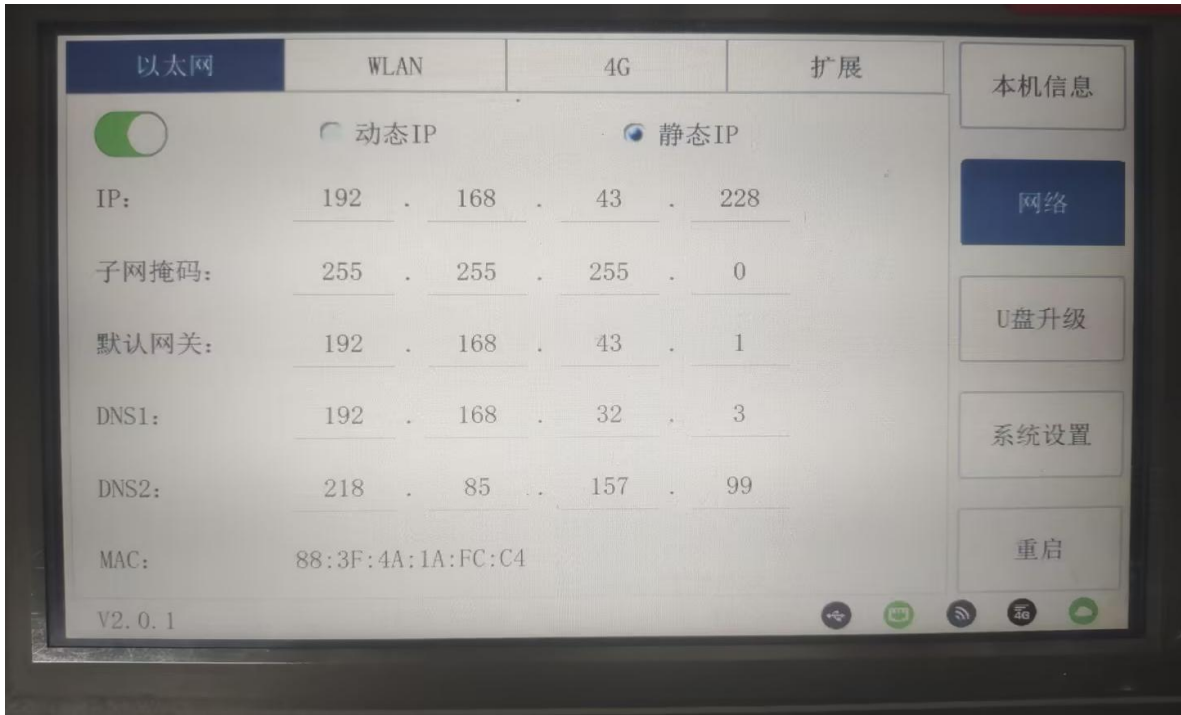 以太网 WLAN 4G 扩展
本机信息
动态IP 静态IP
IP: 192 . 168 . 43 . 228
网络
子网掩码: 255 . 255 . 255 . 0
U盘升级
默认网关: 192 . 168 . 43 . 1
DNS1: 192 . 168 . 32 . 3
系统设置
DNS2: 218 . 85 . 157 . 99
重启
MAC: 88:3F:4A:1A:FC:C4
V2.0.1
4G